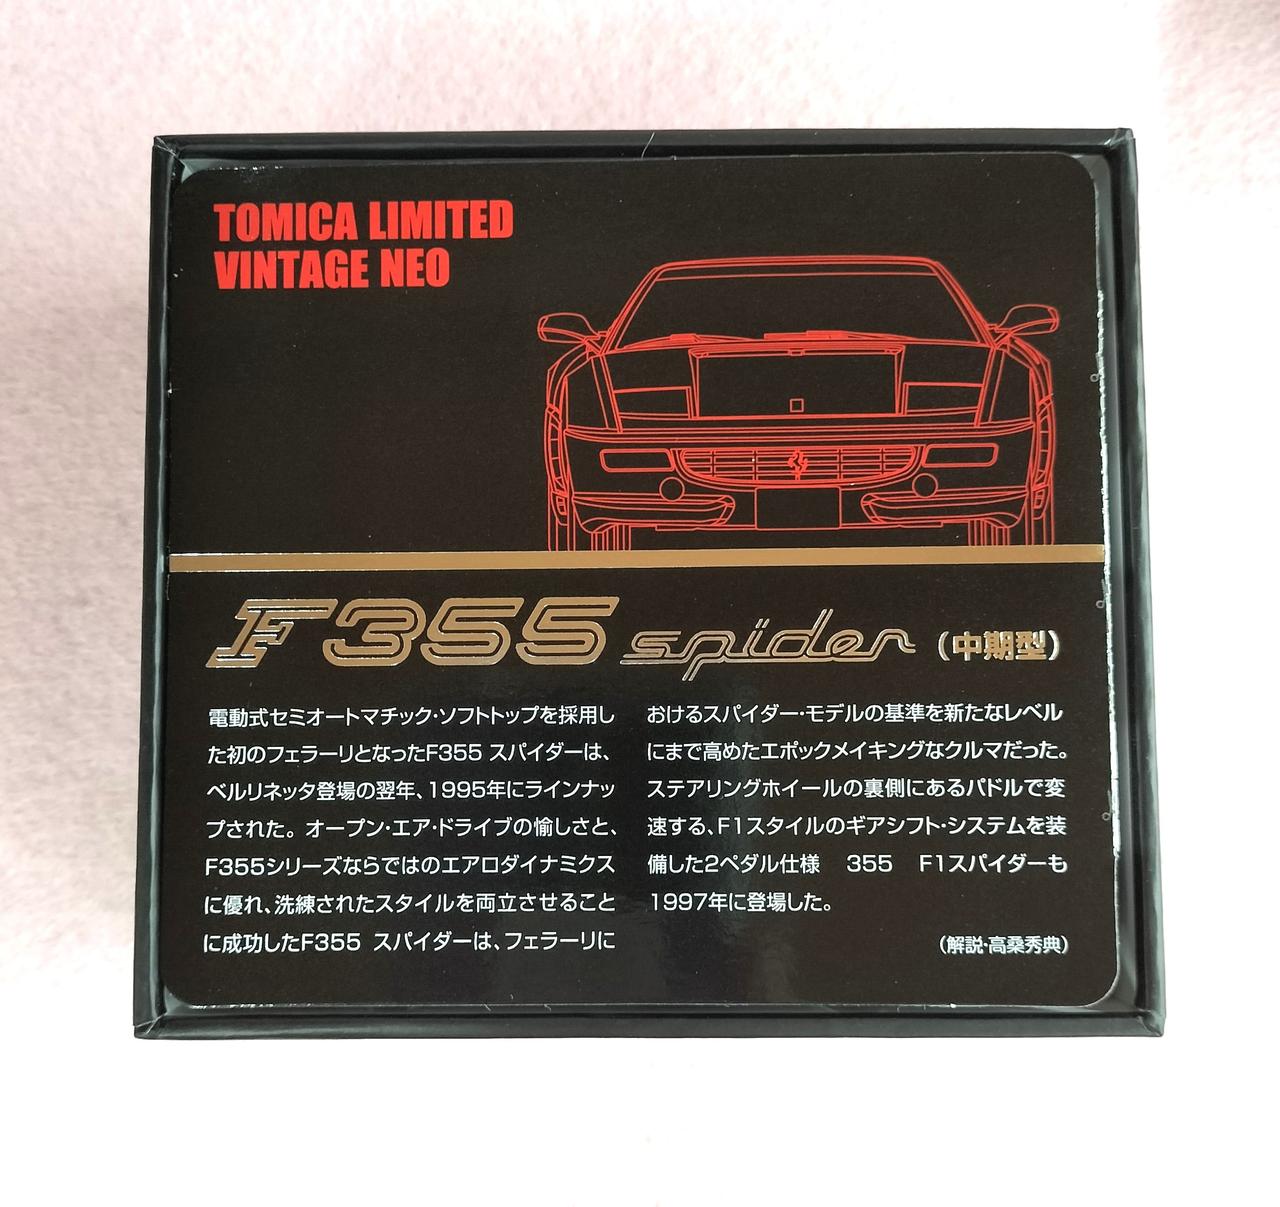 TOMICA LIMITED
VINTAGE NEO
F355 spider (中期型)
電動式セミオートマチック・ソフトトップを採用し
た初のフェラーリとなったF355 スパイダーは、
ベルリネッタ登場の翌年、1995年にラインナッ
プされた。オープン・エア・ドライブの愉しさと、
F355シリーズならではのエアロダイナミクス
に優れ、洗練されたスタイルを両立させること
に成功したF355 スパイダーは、フェラーリに
おけるスパイダー・モデルの基準を新たなレベル
にまで高めたエポックメイキングなクルマだった。
ステアリングホイールの裏側にあるパドルで変
速する、F1スタイルのギアシフト・システムを装
備した2ペダル仕様 355 F1スパイダーも
1997年に登場した。
(解説・高桑秀典)